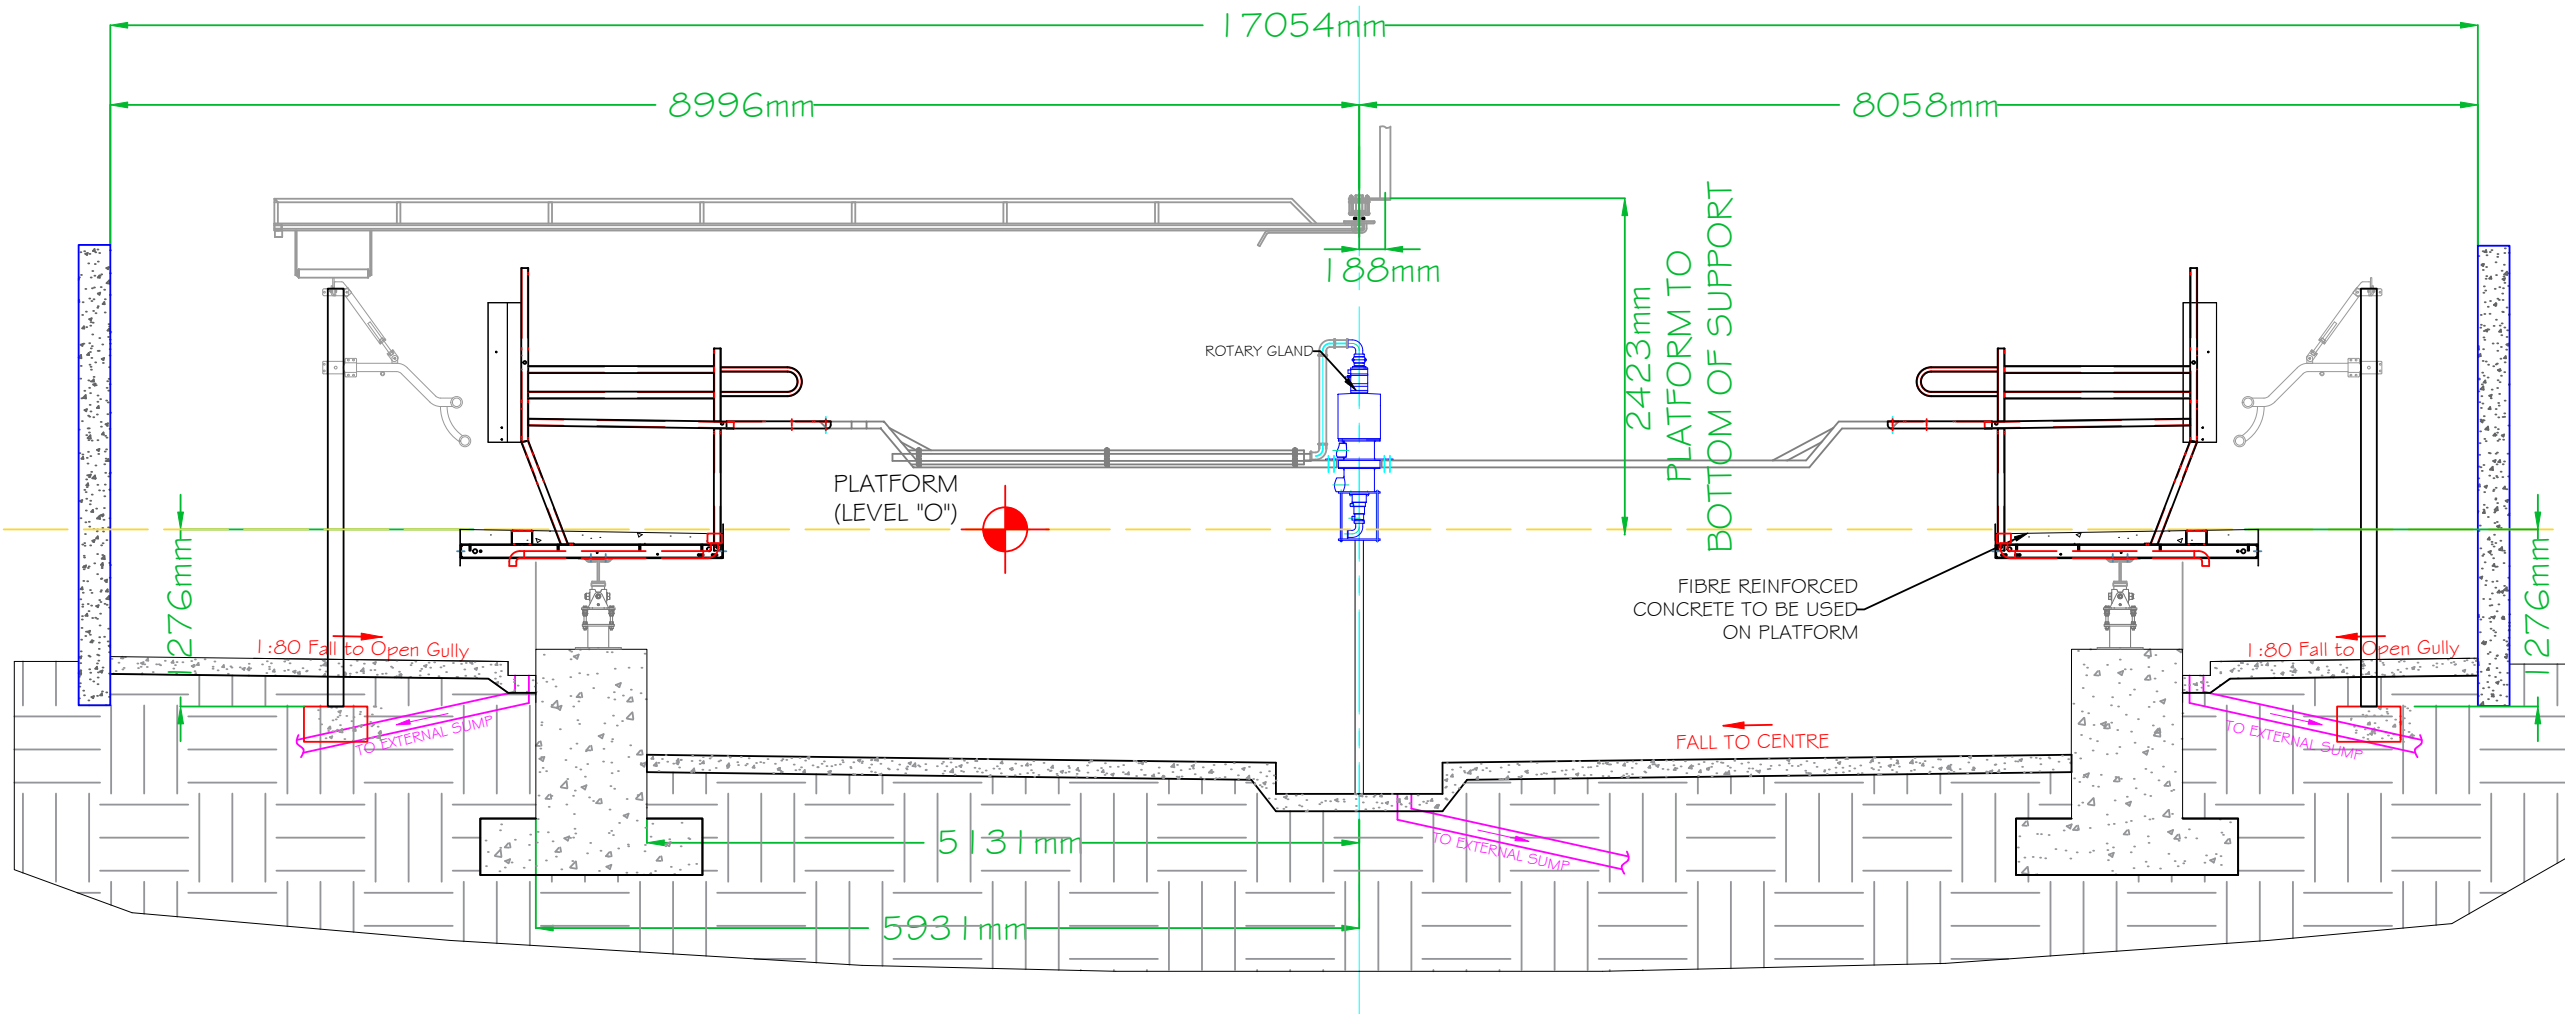 17054mm
8996mm
8058mm
188mm
2423mm
PLATFORM TO
BOTTOM OF SUPPORT
ROTARY GLAND
PLATFORM
(LEVEL "O")
1276mm
1276mm
FIBRE REINFORCED
CONCRETE TO BE USED
ON PLATFORM
1:80 Fall to Open Gully
1:80 Fall to Open Gully
TO EXTERNAL SUMP
TO EXTERNAL SUMP
FALL TO CENTRE
5131mm
TO EXTERNAL SUMP
5931mm